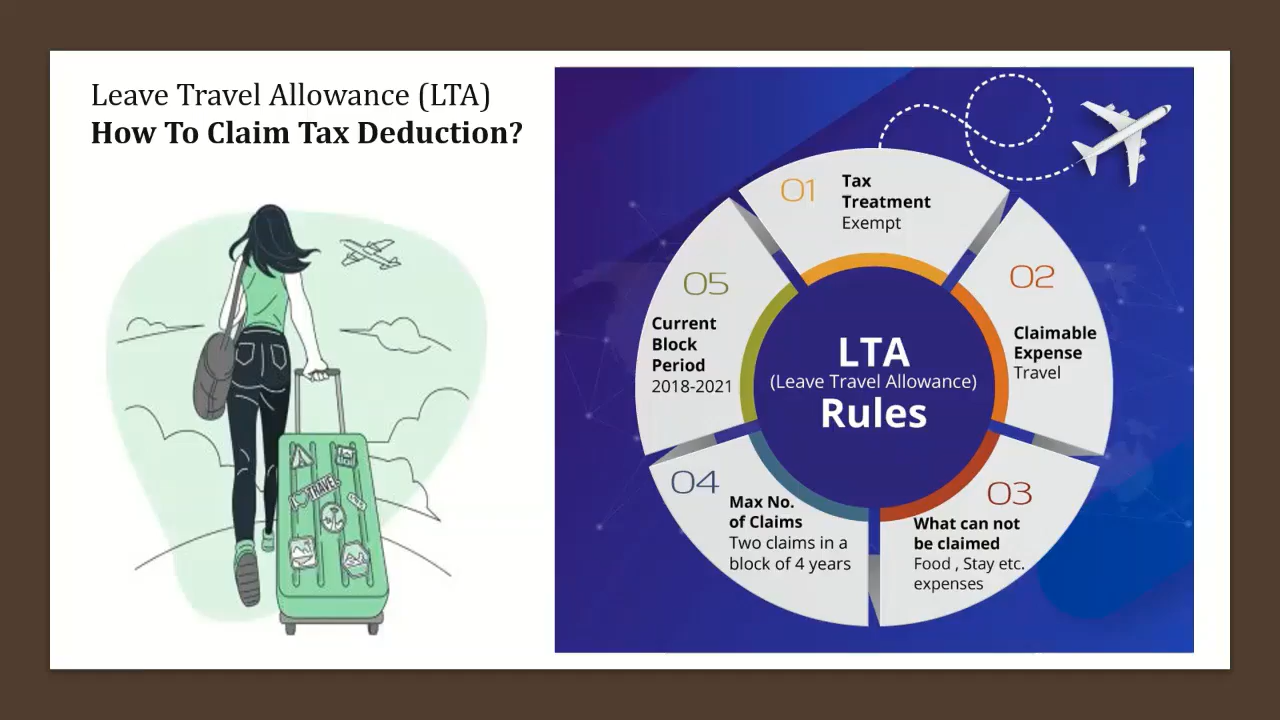 Leave Travel Allowance (LTA)
How To Claim Tax Deduction?
I TRAVEL
01
Tax
Treatment
Exempt
02
Claimable
Expense
Travel
03
What can not
be claimed
Food , Stay etc.
expenses
04
Max No.
of Claims
Two claims in a
block of 4 years
05
Current
Block
Period
2018-2021
LTA
(Leave Travel Allowance)
Rules